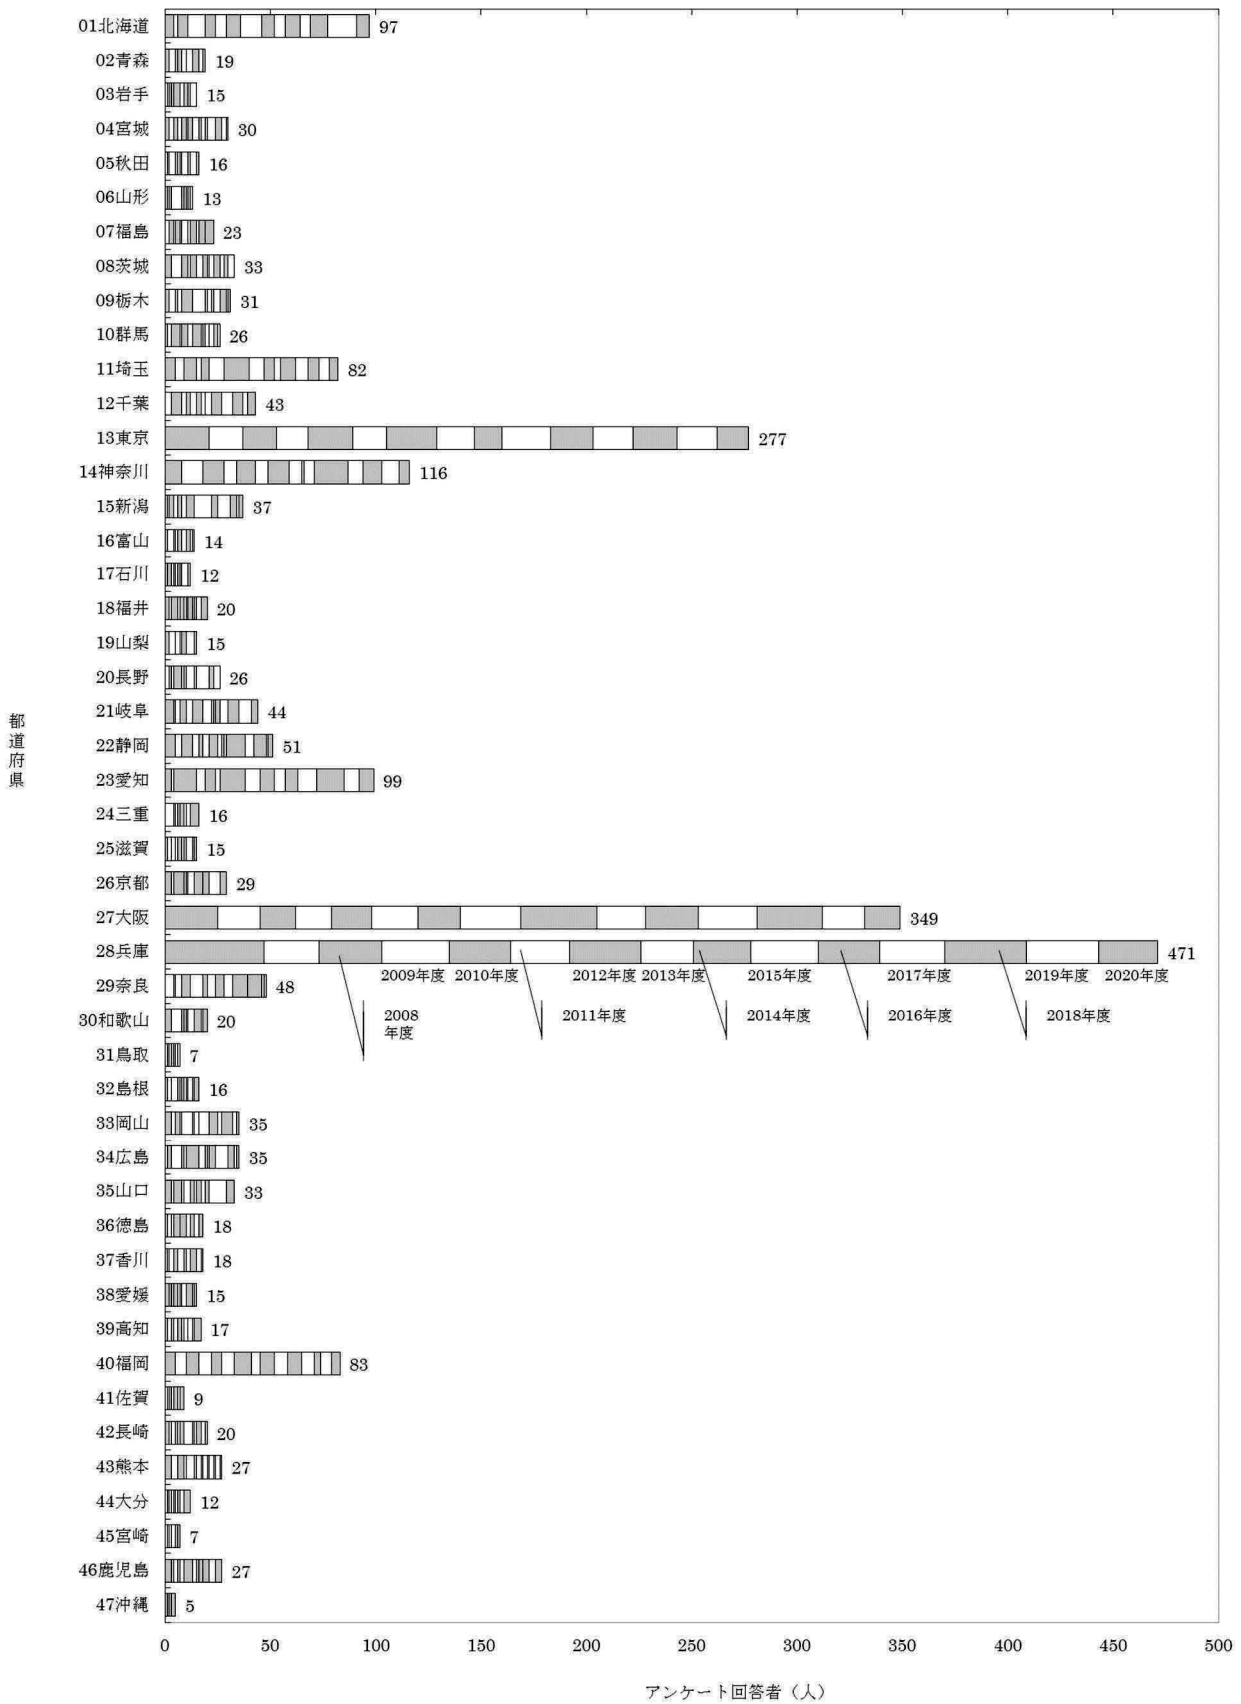 01北海道 97
02青森 19
03岩手 15
04宮城 30
05秋田 16
06山形 13
07福島 23
08茨城 33
09栃木 31
10群馬 26
11埼玉 82
12千葉 43
13東京 277
14神奈川 116
15新潟 37
16富山 14
17石川 12
18福井 20
19山梨 15
20長野 26
21岐阜 44
都道府県
22静岡 51
23愛知 99
24三重 16
25滋賀 15
26京都 29
27大阪 349
28兵庫 471
2009年度 2010年度 2012年度 2013年度 2015年度 2017年度 2019年度 2020年度
29奈良 48
30和歌山 20
2008年度 2011年度 2014年度 2016年度 2018年度
31鳥取 7
32島根 16
33岡山 35
34広島 35
35山口 33
36徳島 18
37香川 18
38愛媛 15
39高知 17
40福岡 83
41佐賀 9
42長崎 20
43熊本 27
44大分 12
45宮崎 7
46鹿児島 27
47沖縄 5
0 50 100 150 200 250 300 350 400 450 500
アンケート回答者（人）